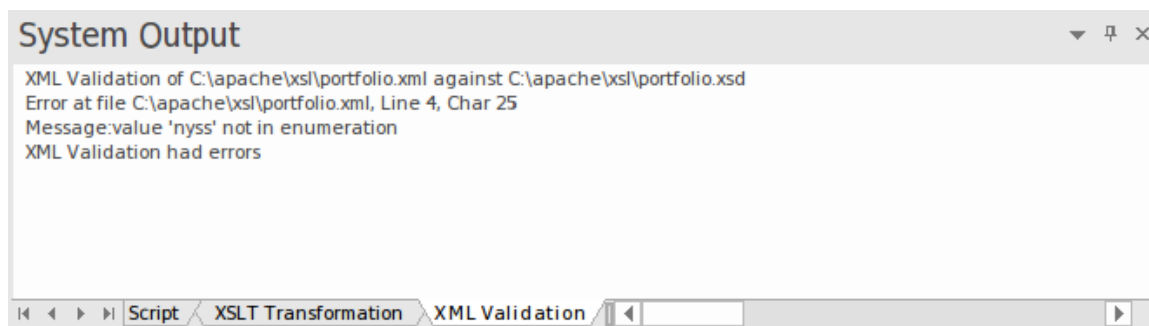 System Output
XML Validation of C:\apache\xsl\portfolio.xml against C:\apache\xsl\portfolio.xsd
Error at file C:\apache\xsl\portfolio.xml, Line 4, Char 25
Message:value 'nyss' not in enumeration
XML Validation had errors
Script XSLT Transformation XML Validation